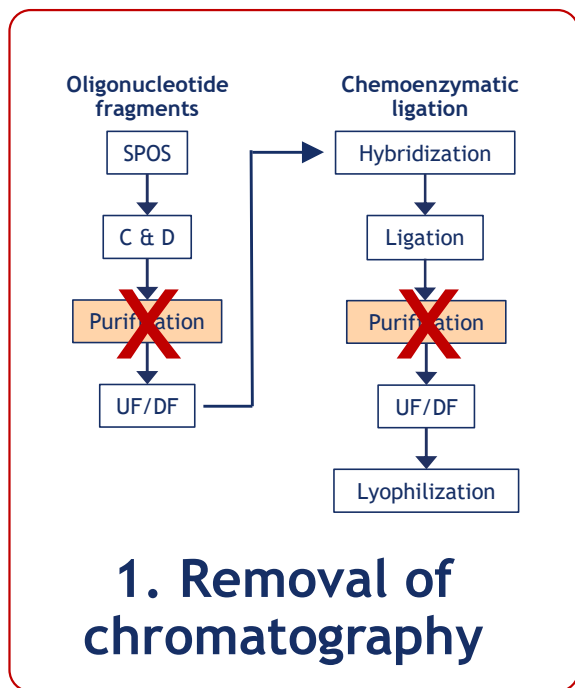 Oligonucleotide
fragments
SPOS
C & D
Purification
UF/DF
Chemoenzymatic
ligation
Hybridization
Ligation
Purification
UF/DF
Lyophilization
1. Removal of
chromatography